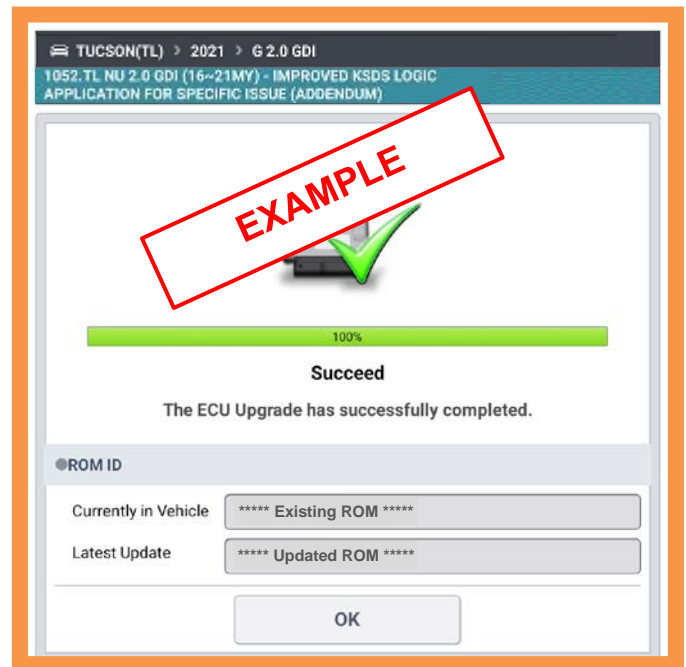 TUCSON(TL) > 2021 > G 2.0 GDI
1052.TL NU 2.0 GDI (16~21MY) - IMPROVED KSDS LOGIC
APPLICATION FOR SPECIFIC ISSUE (ADDENDUM)
EXAMPLE
100%
Succeed
The ECU Upgrade has successfully completed.
ROM ID
Currently in Vehicle ***** Existing ROM *****
Latest Update ***** Updated ROM *****
OK